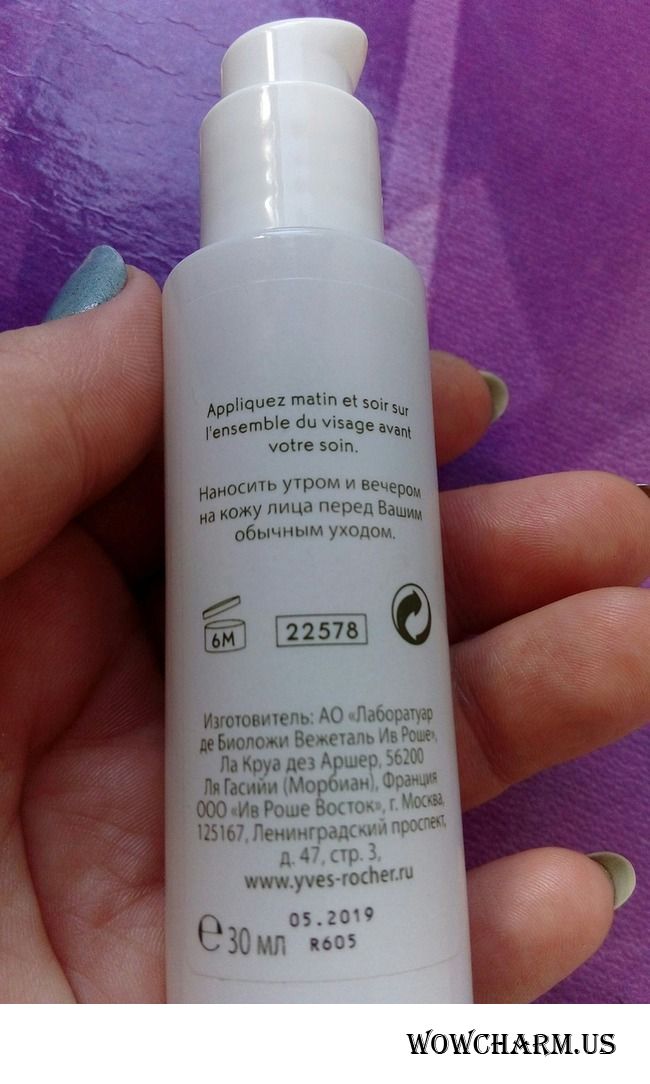 Appliquez matin et soir sur
l'ensemble du visage avant
votre soin.
Наносить утром и вечером
на кожу лица перед Вашим
обычным уходом.
6M 22578
Изготовитель: АО «Лаборатуар
де Биоложи Вежеталь Ив Роше»,
Ла Круа дез Аршер, 56200
Ля Гасийи (Морбиан), Франция
ООО «Ив Роше Восток», г. Москва,
125167, Ленинградский проспект,
д. 47, стр. 3,
www.yves-rocher.ru
05.2019
℮ 30 мл R605
WOWCHARM.US